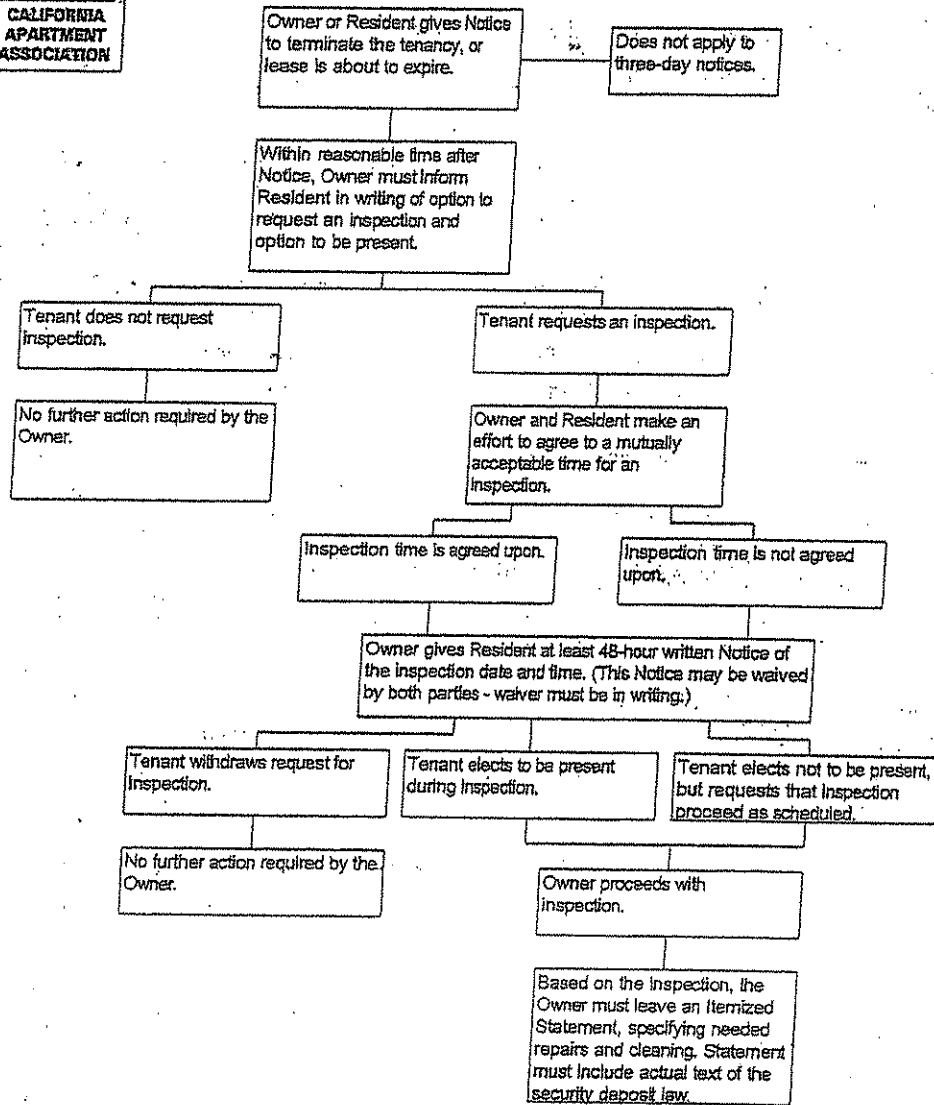 CALIFORNIA
APARTMENT
ASSOCIATION
Owner or Resident gives Notice
to terminate the tenancy, or
lease is about to expire.
Does not apply to
three-day notices.
Within reasonable time after
Notice, Owner must Inform
Resident in writing of option to
request an inspection and
option to be present.
Tenant does not request
inspection.
Tenant requests an inspection.
No further action required by the
Owner.
Owner and Resident make an
effort to agree to a mutually
acceptable time for an
Inspection.
Inspection time is agreed upon.
Inspection time is not agreed
upon.
Owner gives Resident at least 48-hour written Notice of
the inspection date and time. (This Notice may be waived
by both parties - waiver must be in writing.)
Tenant withdraws request for
Inspection.
Tenant elects to be present
during Inspection.
Tenant elects not to be present,
but requests that Inspection
proceed as scheduled.
No further action required by the
Owner.
Owner proceeds with
inspection.
Based on the Inspection, the
Owner must leave an Itemized
Statement, specifying needed
repairs and cleaning. Statement
must Include actual text of the
security deposit law.